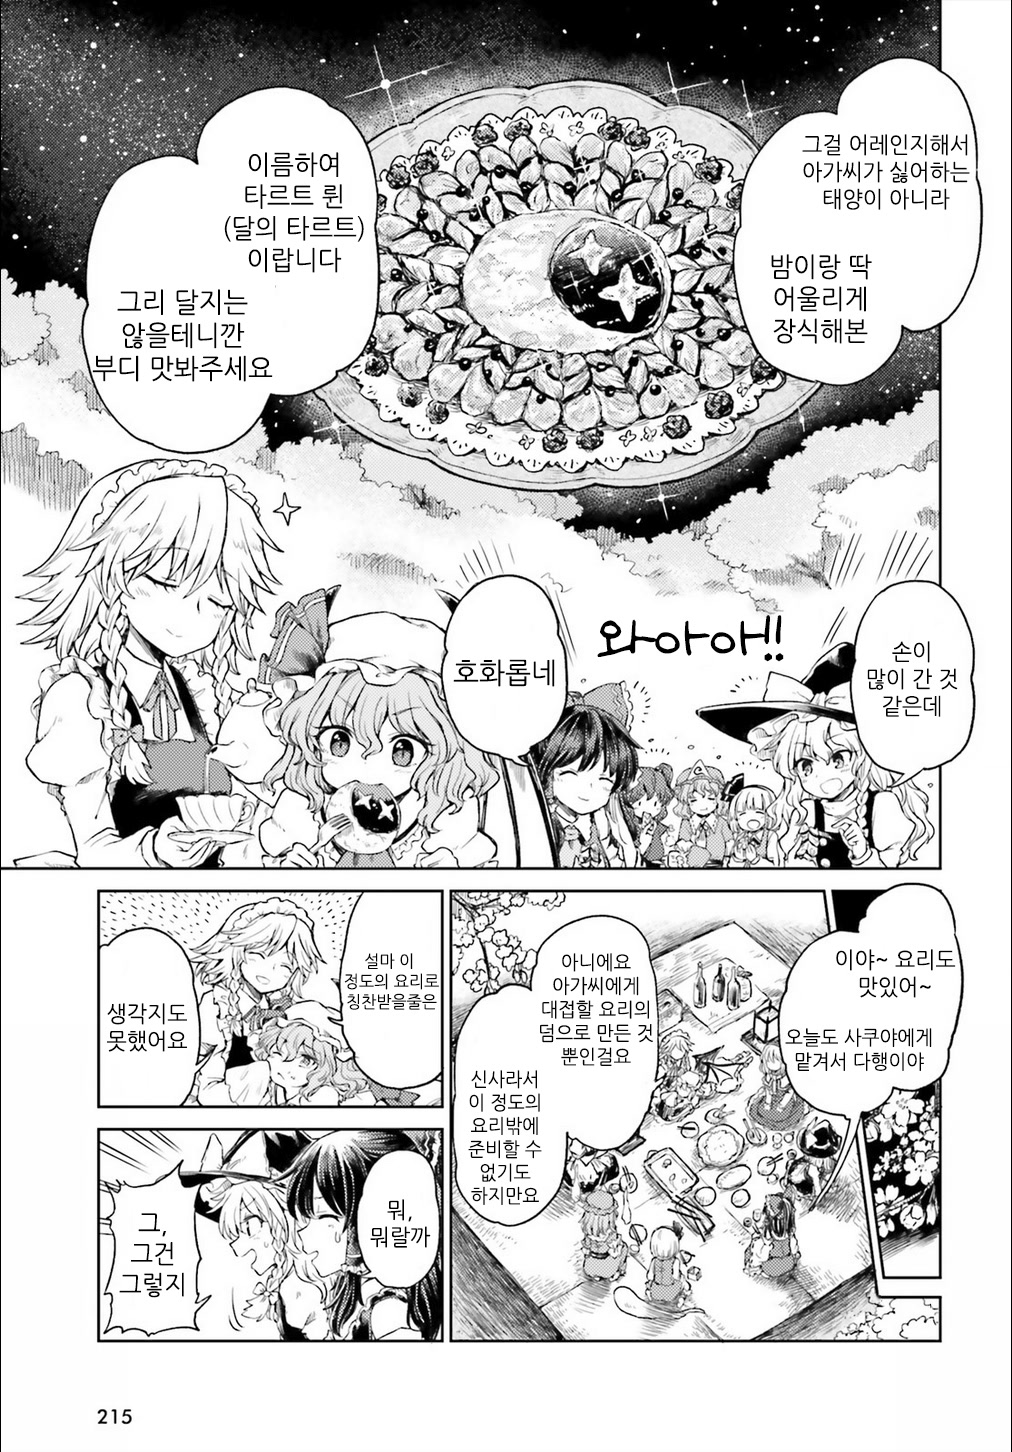 그걸 어레인지해서
아가씨가 싫어하는
태양이 아니라
밤이랑 딱
어울리게
장식해본
이름하여
타르트 륀
(달의 타르트)
이랍니다
그리 달지는
않을테니깐
부디 맛봐주세요
손이
많이 간 것
같은데
와아아!!
호화롭네
이야~ 요리도
맛있어~
오늘도 사쿠야에게
맡겨서 다행이야
아니에요
아가씨에게
대접할 요리의
덤으로 만든 것
뿐인걸요
신사라서
이 정도의
요리밖에
준비할 수
없기도
하지만요
설마 이
정도의 요리로
칭찬받을줄은
생각지도
못했어요
뭐,
뭐랄까
그,
그건
그렇지
215